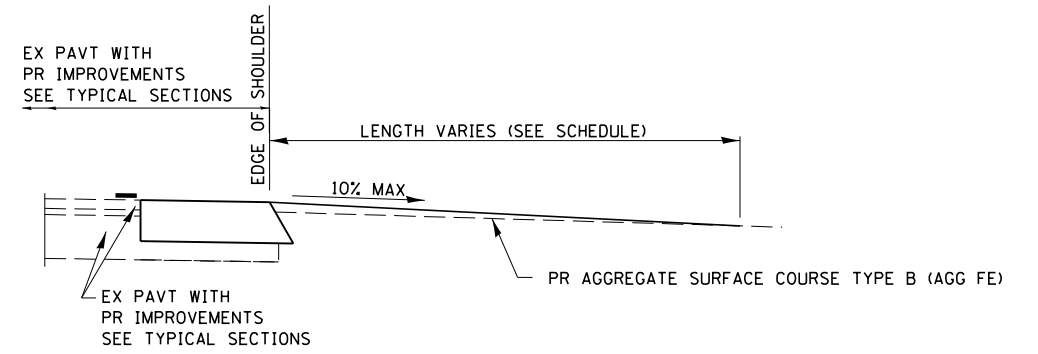 EX PAVT WITH
PR IMPROVEMENTS
SEE TYPICAL SECTIONS
EDGE OF SHOULDER
LENGTH VARIES (SEE SCHEDULE)
10% MAX
PR AGGREGATE SURFACE COURSE TYPE B (AGG FE)
EX PAVT WITH
PR IMPROVEMENTS
SEE TYPICAL SECTIONS